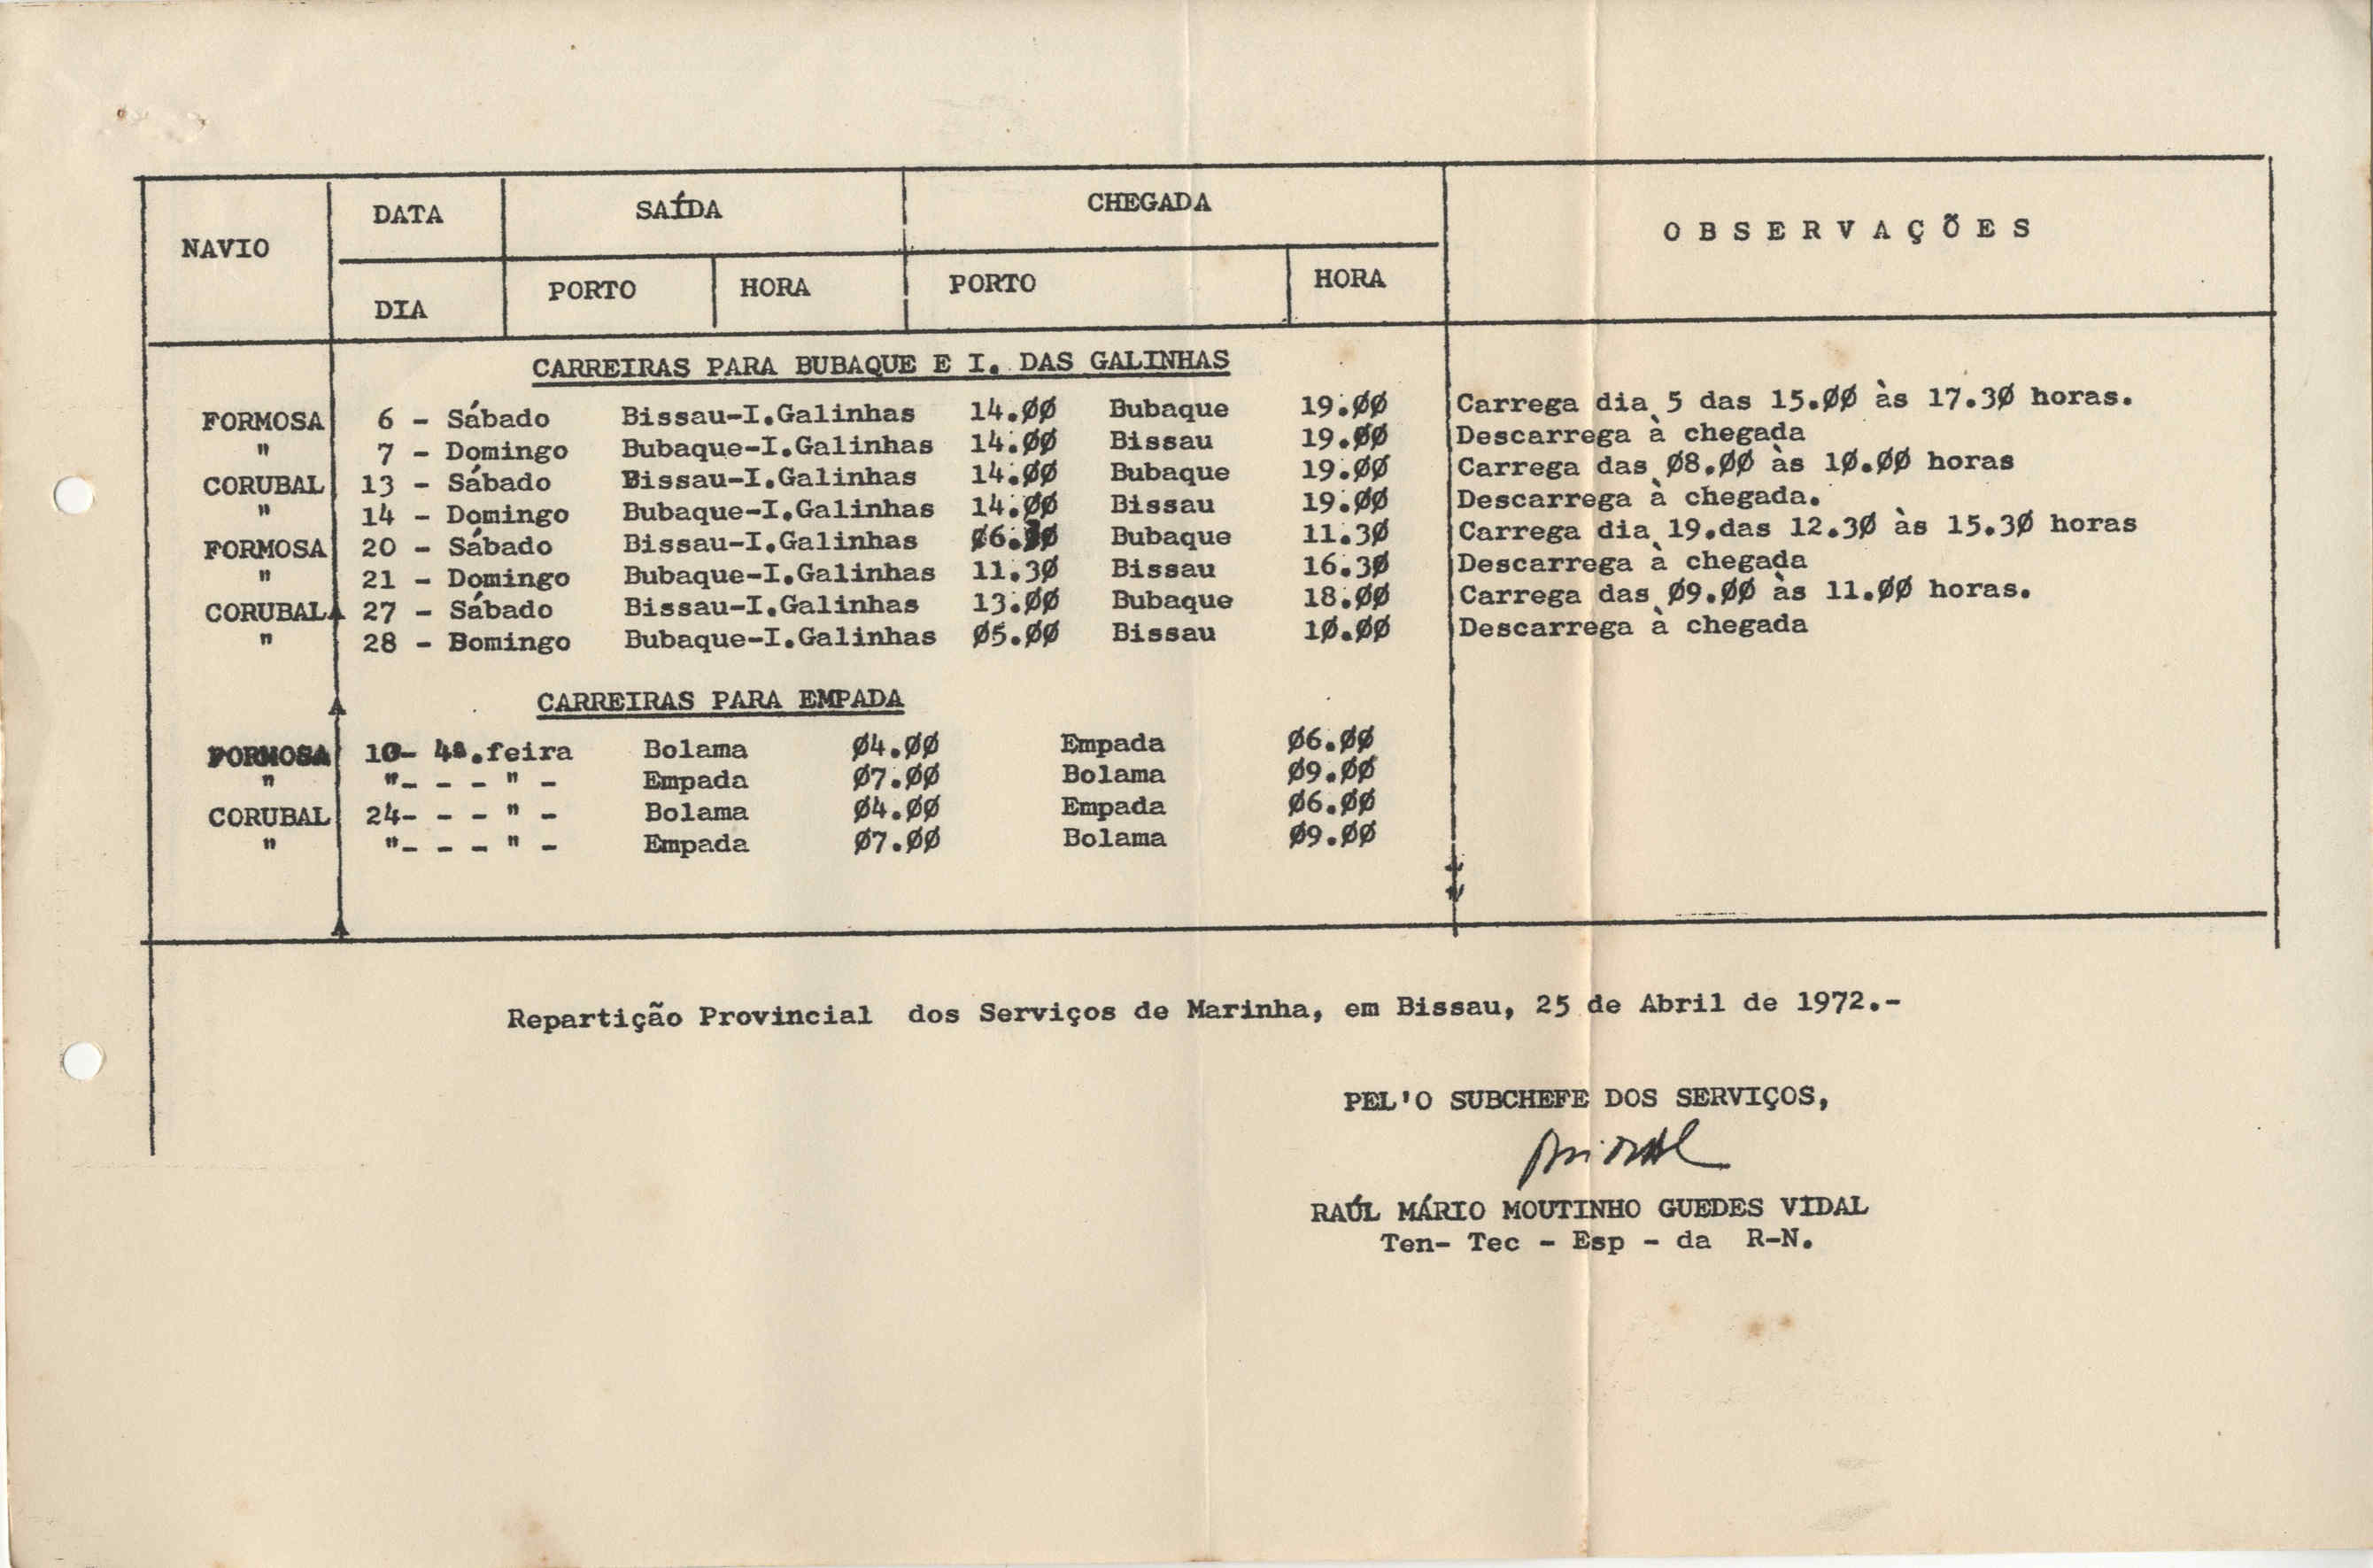 NAVIO DATA SAÍDA CHEGADA O B S E R V A Ç Õ E S
DIA PORTO HORA PORTO HORA
CARREIRAS PARA BUBAQUE E I. DAS GALINHAS
FORMOSA 6 - Sábado Bissau-I.Galinhas 14.ØØ Bubaque 19.ØØ Carrega dia 5 das 15.ØØ às 17.3Ø horas.
" 7 - Domingo Bubaque-I.Galinhas 14.ØØ Bissau 19.ØØ Descarrega à chegada
CORUBAL 13 - Sábado Bissau-I.Galinhas 14.ØØ Bubaque 19.ØØ Carrega das Ø8.ØØ às 1Ø.ØØ horas
" 14 - Domingo Bubaque-I.Galinhas 14.ØØ Bissau 19.ØØ Descarrega à chegada.
FORMOSA 20 - Sábado Bissau-I.Galinhas Ø6.3Ø Bubaque 11.3Ø Carrega dia 19.das 12.3Ø às 15.3Ø horas
" 21 - Domingo Bubaque-I.Galinhas 11.3Ø Bissau 16.3Ø Descarrega à chegada
CORUBAL 27 - Sábado Bissau-I.Galinhas 13.ØØ Bubaque 18.ØØ Carrega das Ø9.ØØ às 11.ØØ horas.
" 28 - Domingo Bubaque-I.Galinhas Ø5.ØØ Bissau 1Ø.ØØ Descarrega à chegada
CARREIRAS PARA EMPADA
FORMOSA 10- 4ª.feira Bolama Ø4.ØØ Empada Ø6.ØØ
" "- - - " - Empada Ø7.ØØ Bolama Ø9.ØØ
CORUBAL 24- - - " - Bolama Ø4.ØØ Empada Ø6.ØØ
" "- - - " - Empada Ø7.ØØ Bolama Ø9.ØØ
Repartição Provincial dos Serviços de Marinha, em Bissau, 25 de Abril de 1972.-
PEL'O SUBCHEFE DOS SERVIÇOS,
RAÚL MÁRIO MOUTINHO GUEDES VIDAL
Ten- Tec - Esp - da R-N.